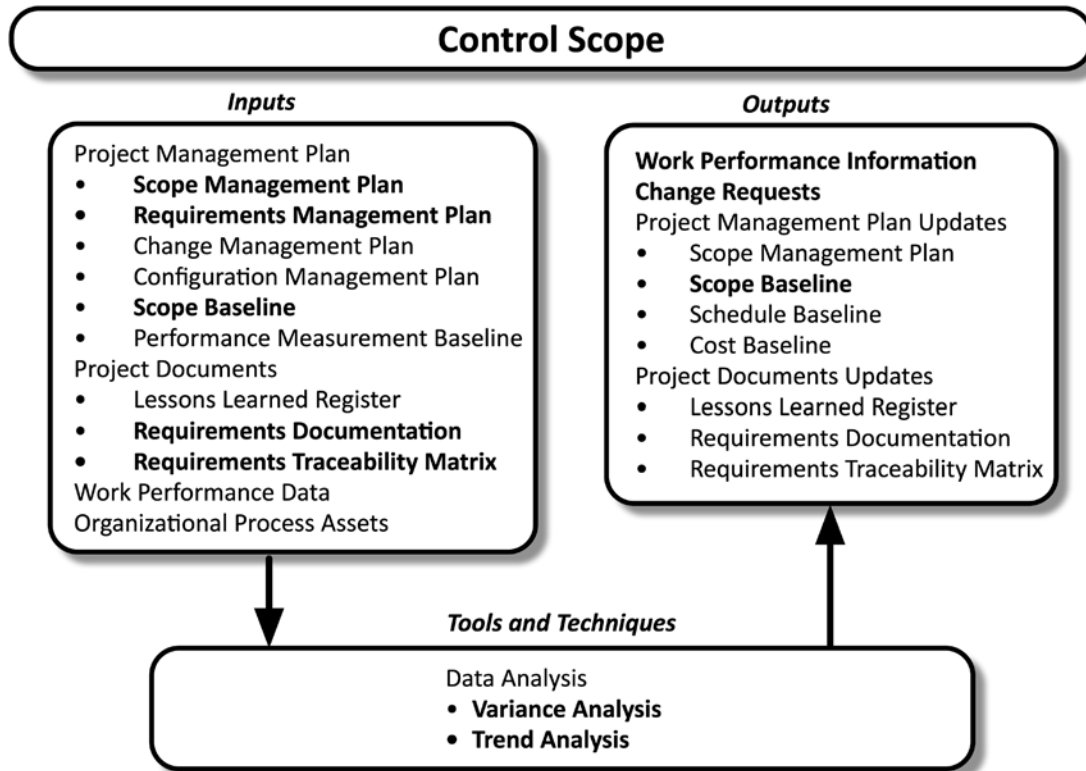 Control Scope
Inputs
Project Management Plan
• Scope Management Plan
• Requirements Management Plan
• Change Management Plan
• Configuration Management Plan
• Scope Baseline
• Performance Measurement Baseline
Project Documents
• Lessons Learned Register
• Requirements Documentation
• Requirements Traceability Matrix
Work Performance Data
Organizational Process Assets
Outputs
Work Performance Information
Change Requests
Project Management Plan Updates
• Scope Management Plan
• Scope Baseline
• Schedule Baseline
• Cost Baseline
Project Documents Updates
• Lessons Learned Register
• Requirements Documentation
• Requirements Traceability Matrix
Tools and Techniques
Data Analysis
• Variance Analysis
• Trend Analysis